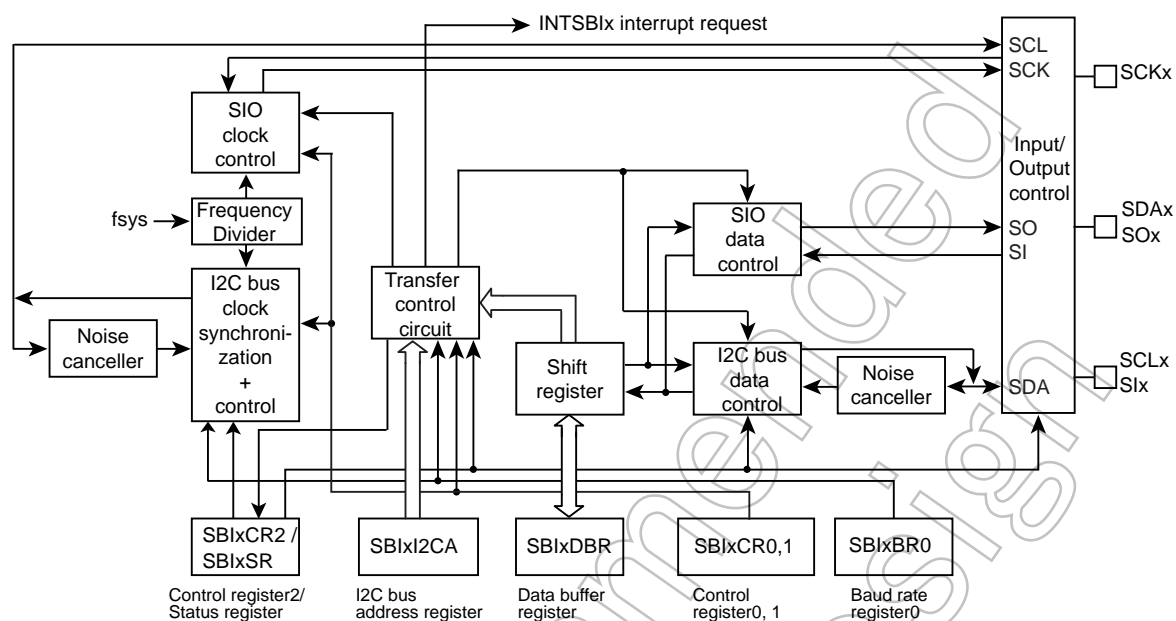 INTSBIx interrupt request
SCL
SCK
SCKx
SIO
clock
control
Input/
Output
control
fsys
Frequency
Divider
SIO
data
control
SO
SI
SDAx
SOx
I2C bus
clock
synchroni-
zation
+
control
Noise
canceller
Transfer
control
circuit
Shift
register
I2C bus
data
control
Noise
canceller
SDA
SCLx
SIx
SBIxCR2 /
SBIxSR
SBIxI2CA
SBIxDBR
SBIxCR0,1
SBIxBR0
Control register2/
Status register
I2C bus
address register
Data buffer
register
Control
register0, 1
Baud rate
register0